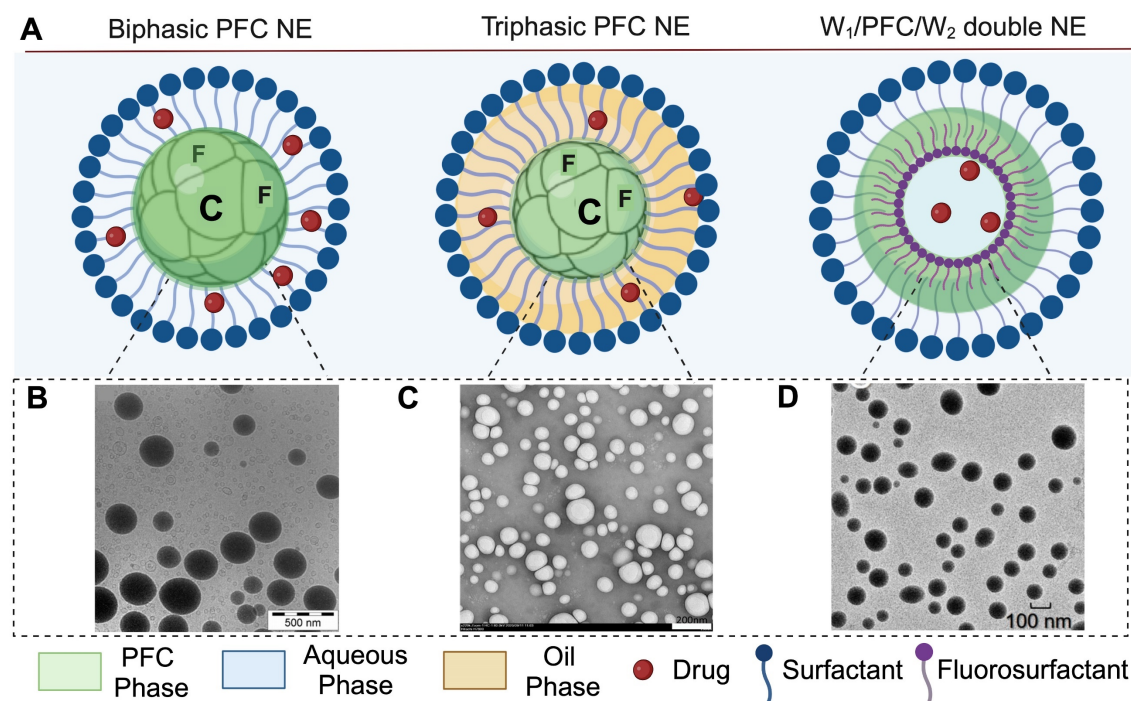 A
Biphasic PFC NE
Triphasic PFC NE
W₁/PFC/W₂ double NE
F
F
C
F
F
C
B
C
D
500 nm
200nm
100 nm
PFC
Phase
Aqueous
Phase
Oil
Phase
Drug
Surfactant
Fluorosurfactant